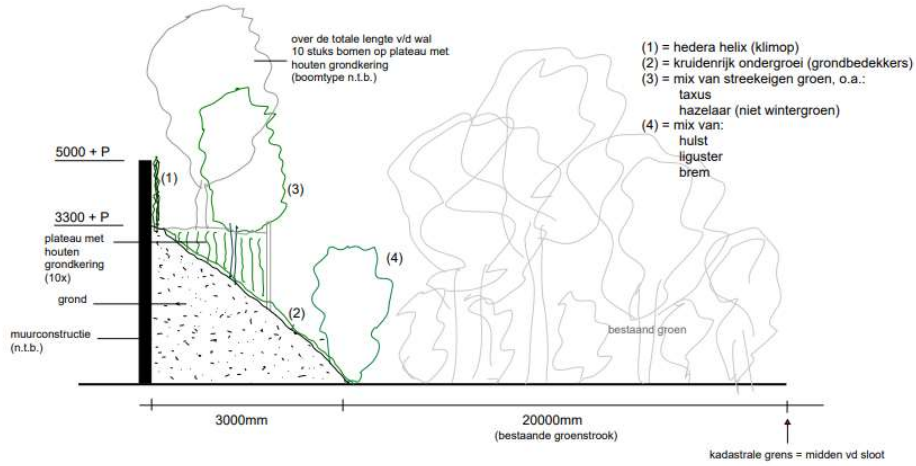 over de totale lengte v/d wal
10 stuks bomen op plateau met
houten grondkering
(boomtype n.t.b.)
(1) = hedera helix (klimop)
(2) = kruidenrijk ondergroei (grondbedekkers)
(3) = mix van streekeigen groen, o.a.:
taxus
hazelaar (niet wintergroen)
(4) = mix van:
hulst
liguster
brem
5000 + P
(1)
(3)
3300 + P
plateau met
houten
grondkering
(10x)
(4)
grond
(2)
muurconstructie
(n.t.b.)
bestaand groen
3000mm
20000mm
(bestaande groenstrook)
kadastrale grens = midden vd sloot